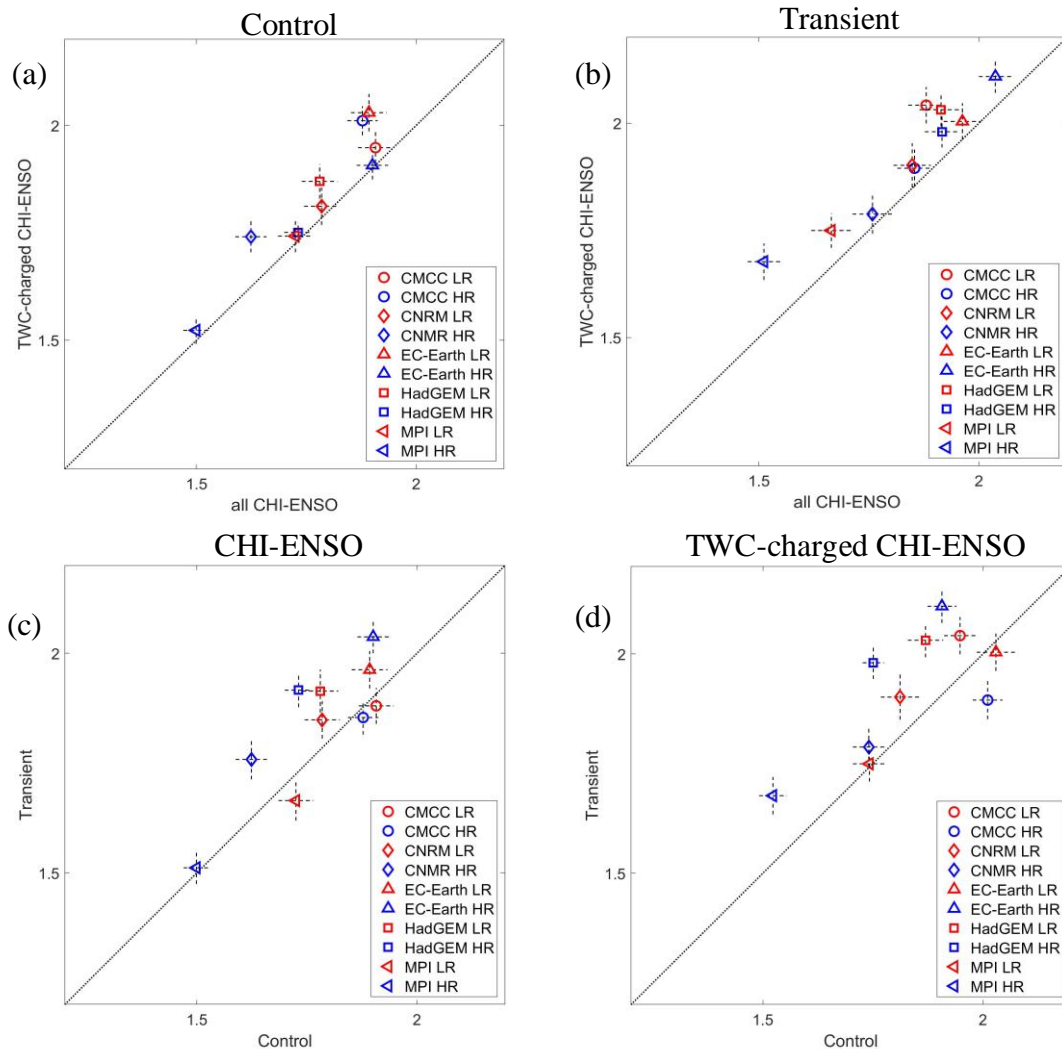 Control
(a)
2
1.5
TWC-charged CHI-ENSO
1.5
2
all CHI-ENSO
CMCC LR
CMCC HR
CNRM LR
CNMR HR
EC-Earth LR
EC-Earth HR
HadGEM LR
HadGEM HR
MPI LR
MPI HR
Transient
(b)
2
1.5
TWC-charged CHI-ENSO
1.5
2
all CHI-ENSO
CMCC LR
CMCC HR
CNRM LR
CNMR HR
EC-Earth LR
EC-Earth HR
HadGEM LR
HadGEM HR
MPI LR
MPI HR
CHI-ENSO
(c)
2
1.5
Transient
1.5
2
Control
CMCC LR
CMCC HR
CNRM LR
CNMR HR
EC-Earth LR
EC-Earth HR
HadGEM LR
HadGEM HR
MPI LR
MPI HR
TWC-charged CHI-ENSO
(d)
2
1.5
Transient
1.5
2
Control
CMCC LR
CMCC HR
CNRM LR
CNMR HR
EC-Earth LR
EC-Earth HR
HadGEM LR
HadGEM HR
MPI LR
MPI HR